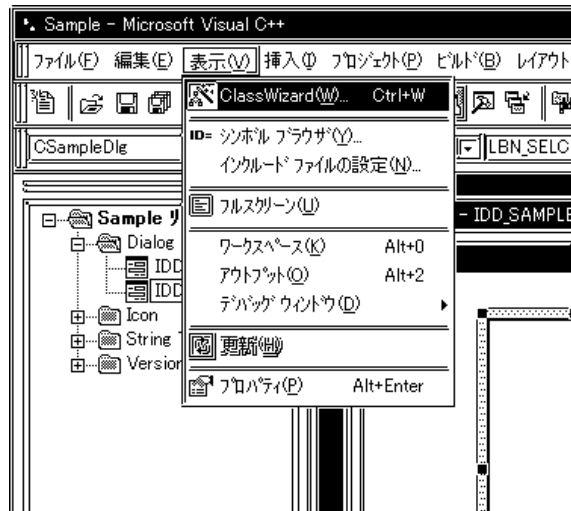 Sample - Microsoft Visual C++
ﾌｧｲﾙ(F) 編集(E) 表示(V) 挿入(I) ﾌﾟﾛｼﾞｪｸﾄ(P) ﾋﾞﾙﾄﾞ(B) ﾚｲｱｳﾄ
CSampleDlg
LBN_SELC
ClassWizard(W)... Ctrl+W
ID= ｼﾝﾎﾞﾙ ﾌﾞﾗｳｻﾞ(Y)...
ｲﾝｸﾙｰﾄﾞ ﾌｧｲﾙの設定(N)...
ﾌﾙｽｸﾘｰﾝ(U)
ﾜｰｸｽﾍﾟｰｽ(K) Alt+0
ｱｳﾄﾌﾟｯﾄ(O) Alt+2
ﾃﾞﾊﾞｯｸﾞ ｳｨﾝﾄﾞｳ(D)
更新(H)
ﾌﾟﾛﾊﾟﾃｨ(P) Alt+Enter
Sample リ
Dialog
IDD
IDD
Icon
String
Version
- IDD_SAMPLE